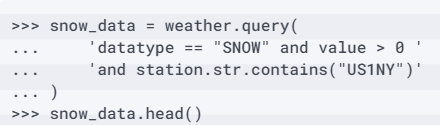 >>> snow_data = weather.query(
...     'datatype == "SNOW" and value > 0 '
...     'and station.str.contains("US1NY")'
... )
>>> snow_data.head()